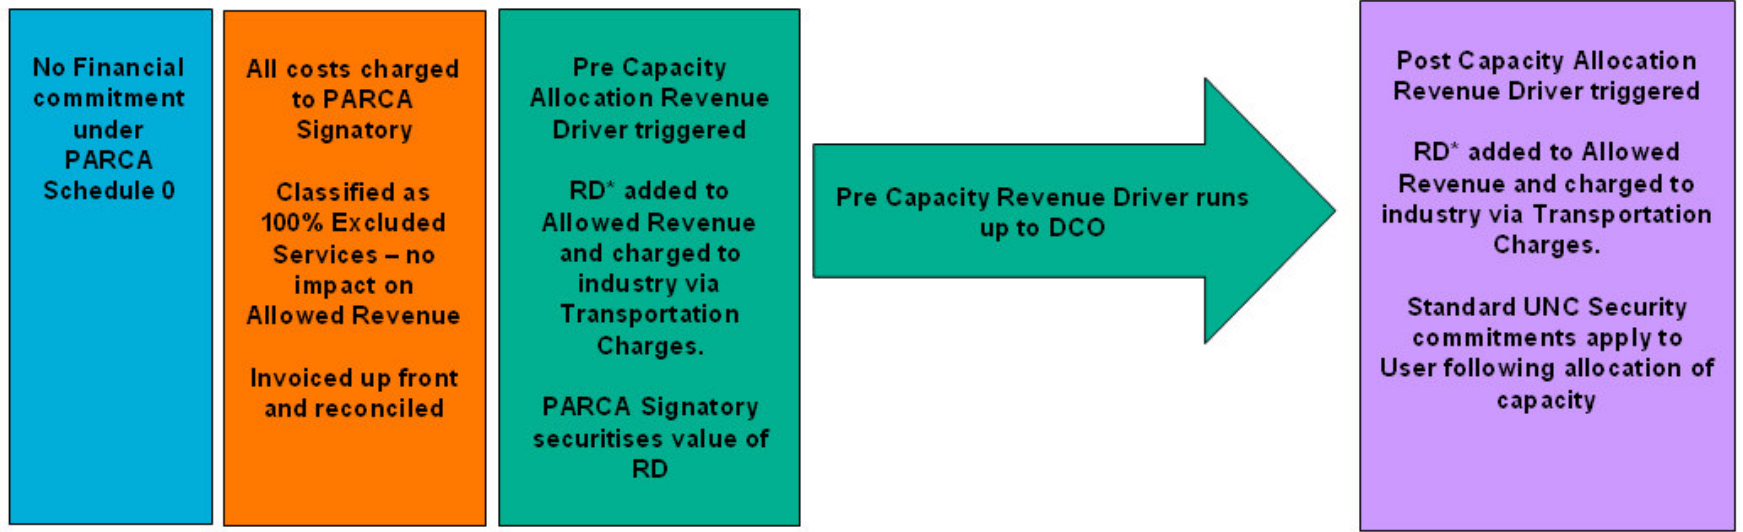 No Financial
commitment
under
PARCA
Schedule 0
All costs charged
to PARCA
Signatory
Classified as
100% Excluded
Services – no
impact on
Allowed Revenue
Invoiced up front
and reconciled
Pre Capacity
Allocation Revenue
Driver triggered
RD* added to
Allowed Revenue
and charged to
industry via
Transportation
Charges.
PARCA Signatory
securitises value of
RD
Pre Capacity Revenue Driver runs
up to DCO
Post Capacity Allocation
Revenue Driver triggered
RD* added to Allowed
Revenue and charged to
industry via Transportation
Charges.
Standard UNC Security
commitments apply to
User following allocation of
capacity